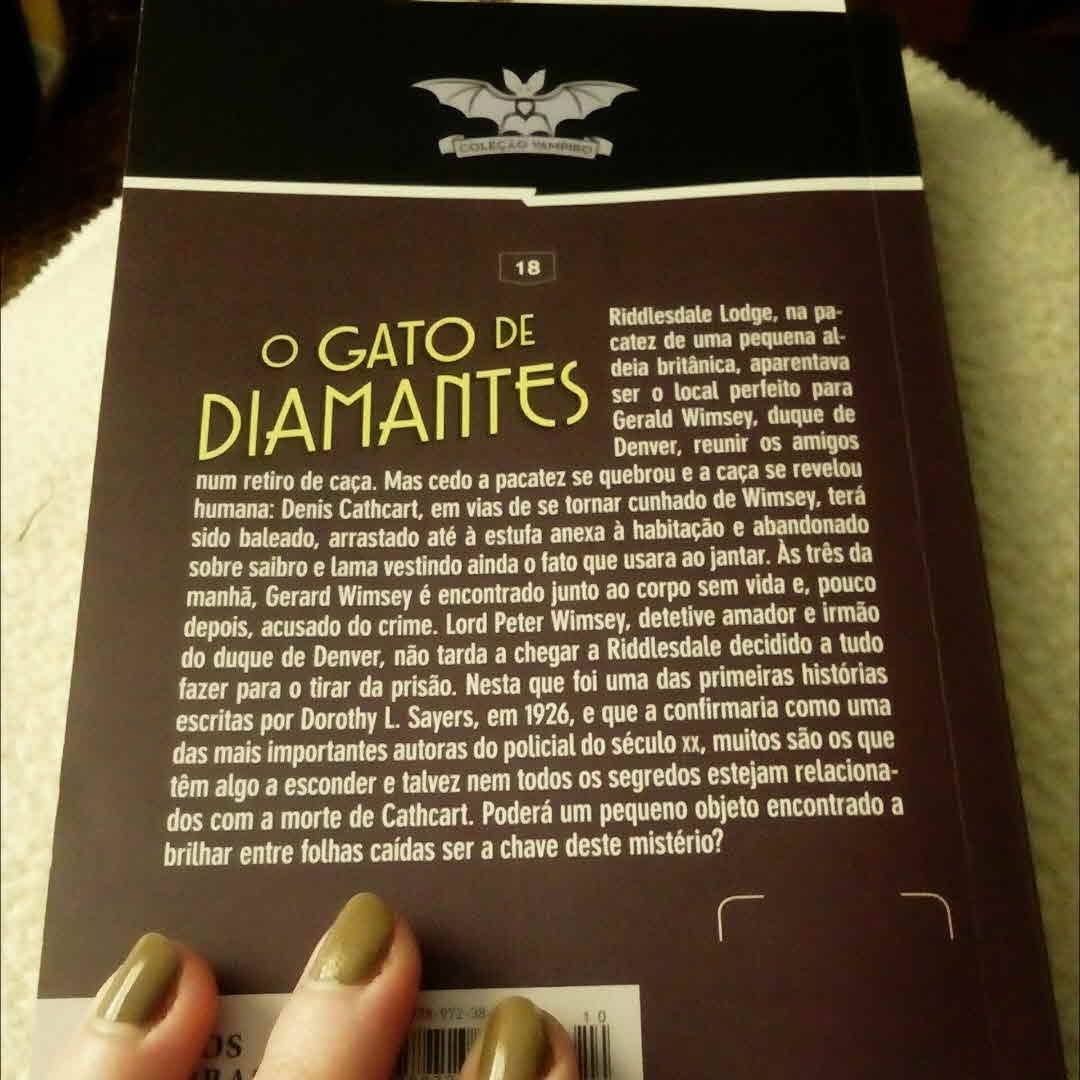 COLEÇÃO VAMPIRO
18
O GATO DE
DIAMANTES
Riddlesdale Lodge, na pa-
catez de uma pequena al-
deia britânica, aparentava
ser o local perfeito para
Gerald Wimsey, duque de
Denver, reunir os amigos
num retiro de caça. Mas cedo a pacatez se quebrou e a caça se revelou
humana: Denis Cathcart, em vias de se tornar cunhado de Wimsey, terá
sido baleado, arrastado até à estufa anexa à habitação e abandonado
sobre saibro e lama vestindo ainda o fato que usara ao jantar. Às três da
manhã, Gerard Wimsey é encontrado junto ao corpo sem vida e, pouco
depois, acusado do crime. Lord Peter Wimsey, detetive amador e irmão
do duque de Denver, não tarda a chegar a Riddlesdale decidido a tudo
fazer para o tirar da prisão. Nesta que foi uma das primeiras histórias
escritas por Dorothy L. Sayers, em 1926, e que a confirmaria como uma
das mais importantes autoras do policial do século XX, muitos são os que
têm algo a esconder e talvez nem todos os segredos estejam relaciona-
dos com a morte de Cathcart. Poderá um pequeno objeto encontrado a
brilhar entre folhas caídas ser a chave deste mistério?
972-38
10
OS